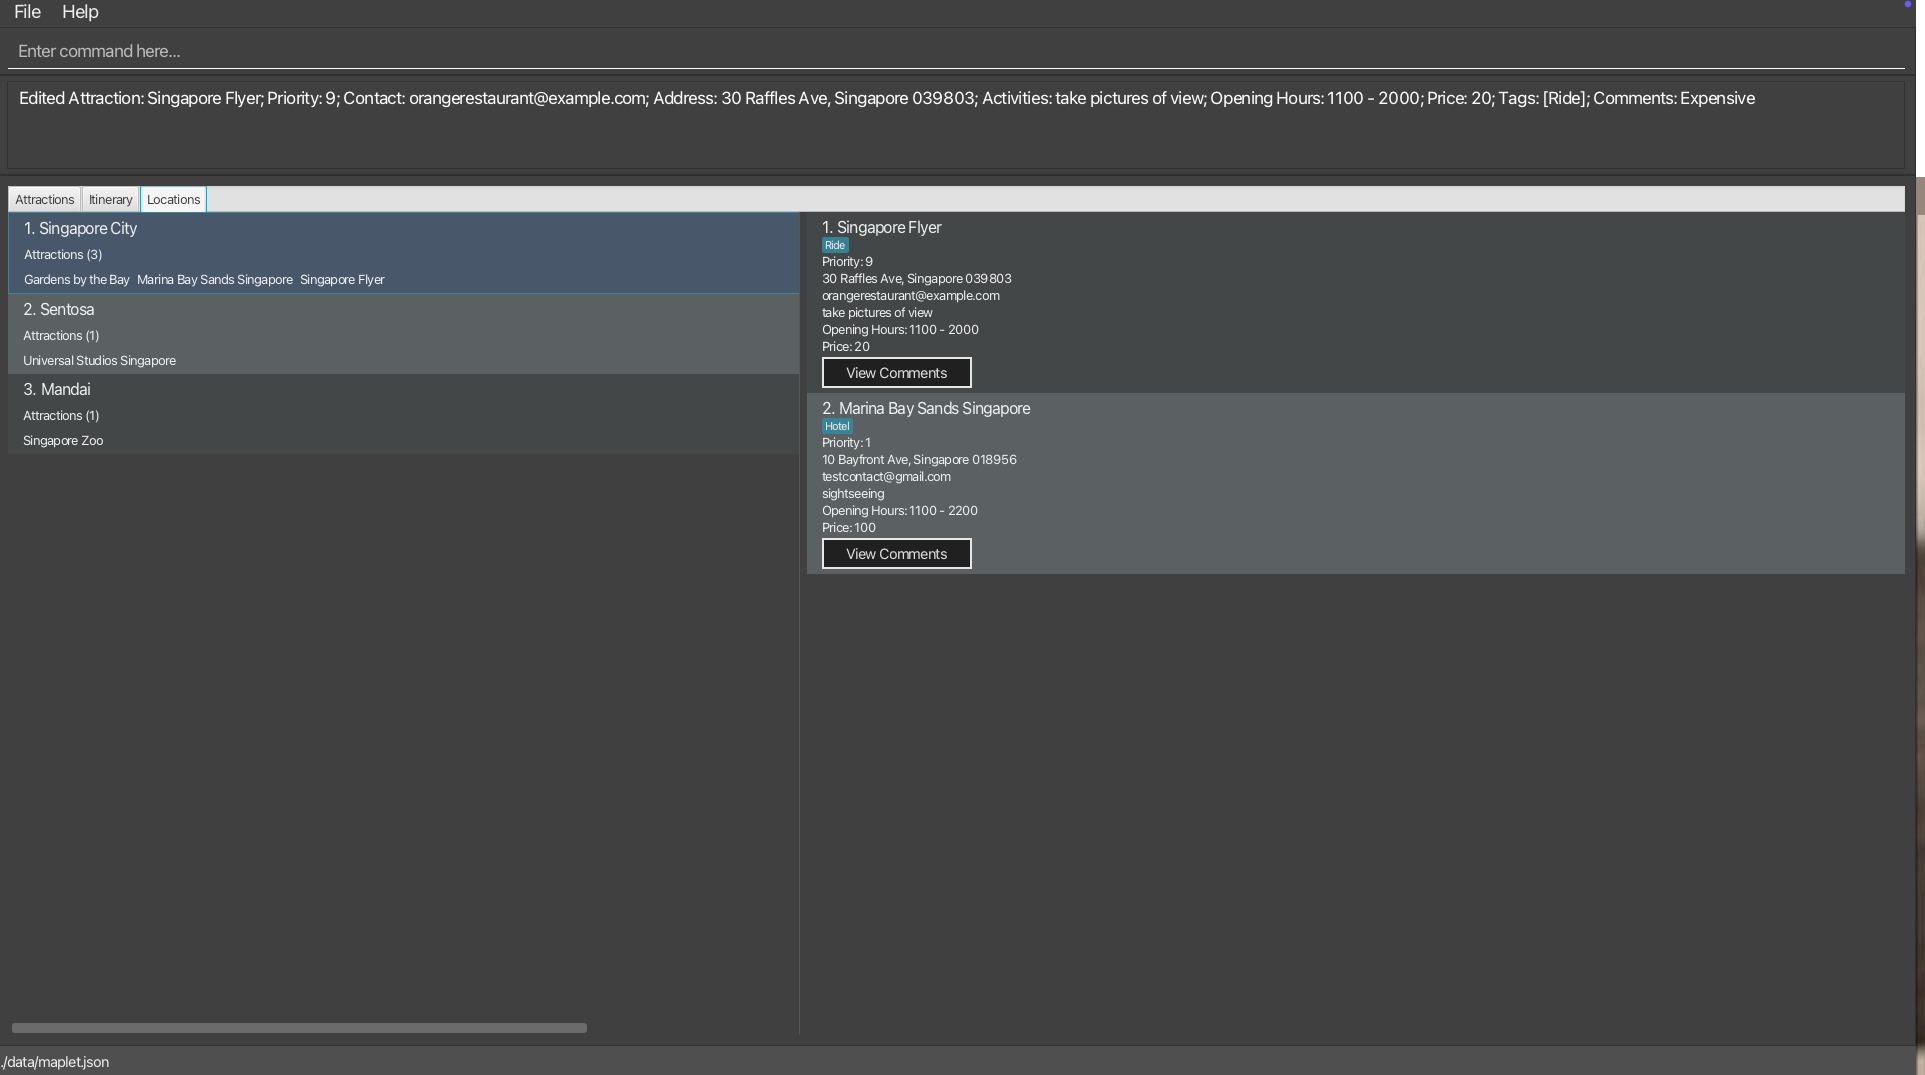 File Help
Enter command here...
Edited Attraction: Singapore Flyer; Priority: 9; Contact: orangerestaurant@example.com; Address: 30 Raffles Ave, Singapore 039803; Activities: take pictures of view; Opening Hours: 1100 - 2000; Price: 20; Tags: [Ride]; Comments: Expensive
Attractions Itinerary Locations
1. Singapore City
Attractions (3)
Gardens by the Bay Marina Bay Sands Singapore Singapore Flyer
2. Sentosa
Attractions (1)
Universal Studios Singapore
3. Mandai
Attractions (1)
Singapore Zoo
1. Singapore Flyer
Ride
Priority: 9
30 Raffles Ave, Singapore 039803
orangerestaurant@example.com
take pictures of view
Opening Hours: 1100 - 2000
Price: 20
View Comments
2. Marina Bay Sands Singapore
Hotel
Priority: 1
10 Bayfront Ave, Singapore 018956
testcontact@gmail.com
sightseeing
Opening Hours: 1100 - 2200
Price: 100
View Comments
./data/maplet.json